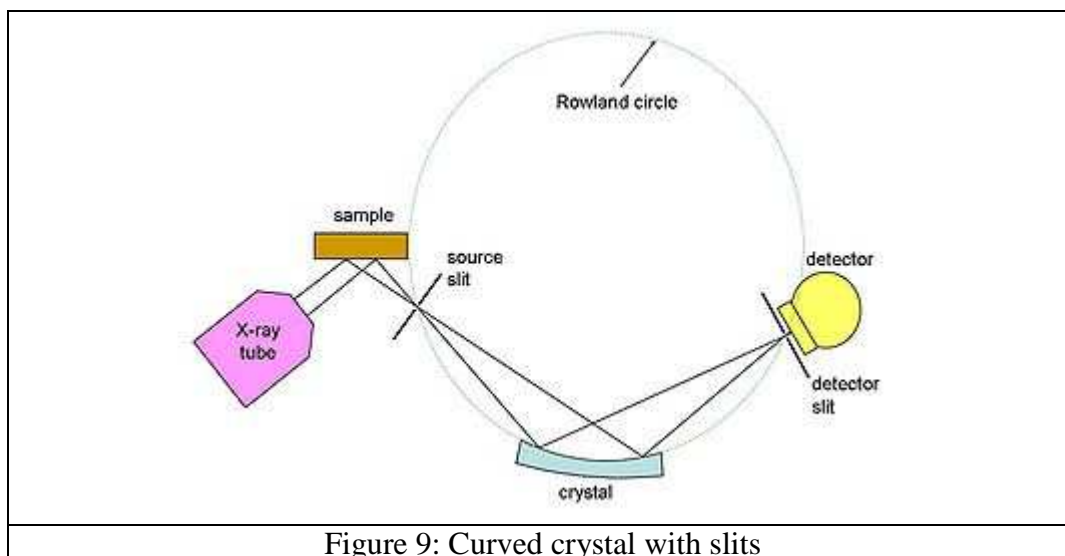 Rowland circle
sample
source
slit
detector
X-ray
tube
detector
slit
crystal
Figure 9: Curved crystal with slits